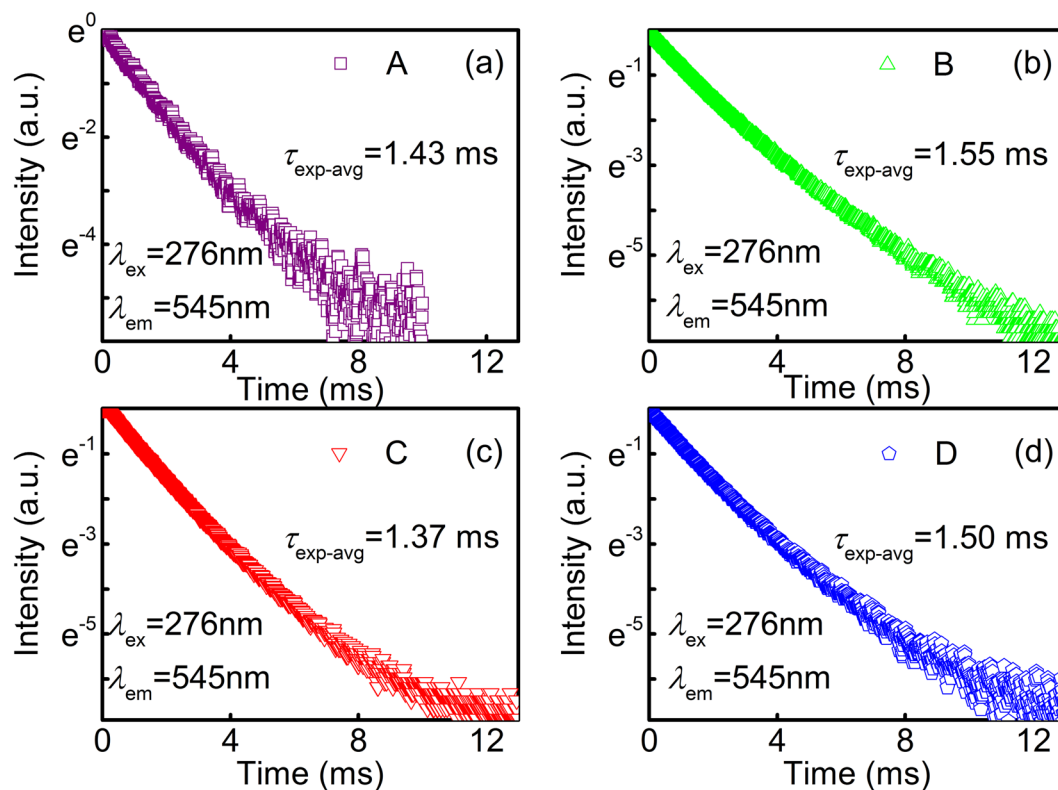 A (a)
e⁰
e⁻²
e⁻⁴
Intensity (a.u.)
τexp-avg=1.43 ms
λex=276nm
λem=545nm
0 4 8 12
Time (ms)
B (b)
e⁻¹
e⁻³
e⁻⁵
Intensity (a.u.)
τexp-avg=1.55 ms
λex=276nm
λem=545nm
0 4 8 12
Time (ms)
C (c)
e⁻¹
e⁻³
e⁻⁵
Intensity (a.u.)
τexp-avg=1.37 ms
λex=276nm
λem=545nm
0 4 8 12
Time (ms)
D (d)
e⁻¹
e⁻³
e⁻⁵
Intensity (a.u.)
τexp-avg=1.50 ms
λex=276nm
λem=545nm
0 4 8 12
Time (ms)